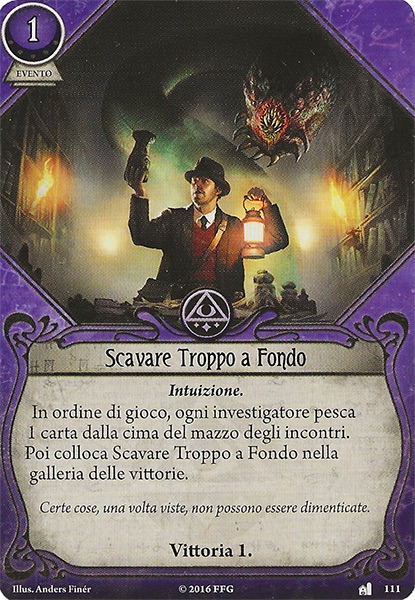 1
EVENTO
Scavare Troppo a Fondo
Intuizione.
In ordine di gioco, ogni investigatore pesca
1 carta dalla cima del mazzo degli incontri.
Poi colloca Scavare Troppo a Fondo nella
galleria delle vittorie.
Certe cose, una volta viste, non possono essere dimenticate.
Vittoria 1.
Illus. Anders Finér © 2016 FFG 111